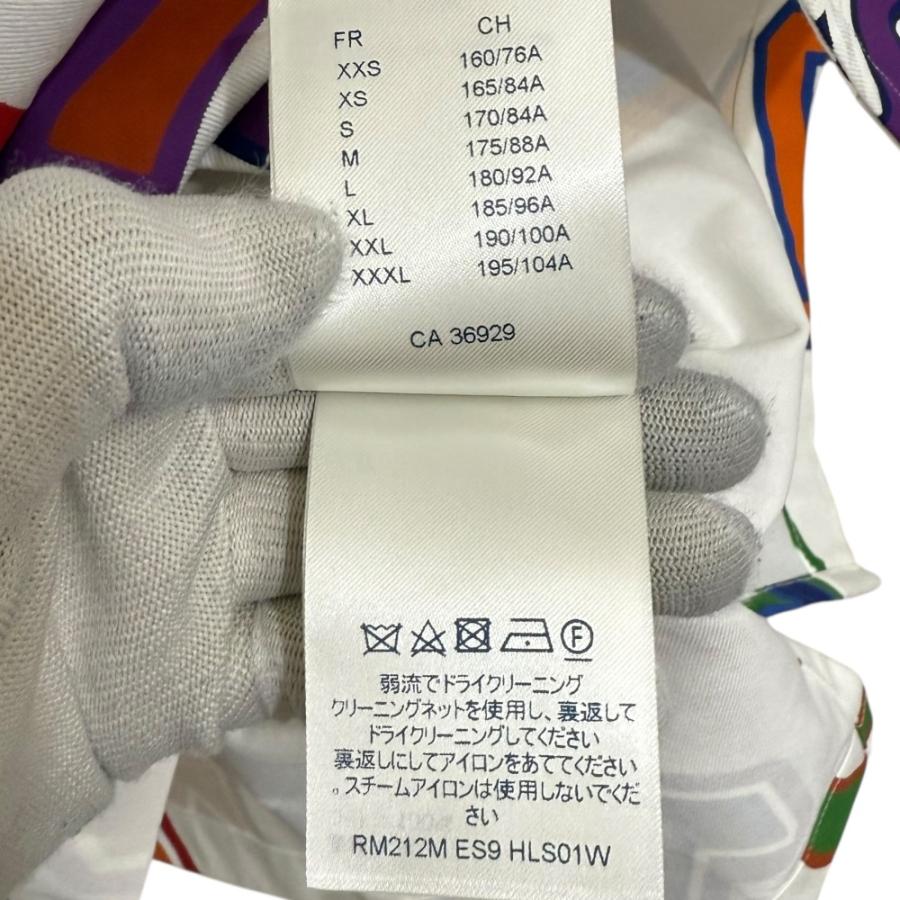 FR CH
XXS 160/76A
XS 165/84A
S 170/84A
M 175/88A
L 180/92A
XL 185/96A
XXL 190/100A
XXXL 195/104A
CA 36929
F
弱流でドライクリーニング
クリーニングネットを使用し、裏返して
ドライクリーニングしてください
裏返しにしてアイロンをあててください
。スチームアイロンは使用しないでくだ
さい
RM212M ES9 HLS01W